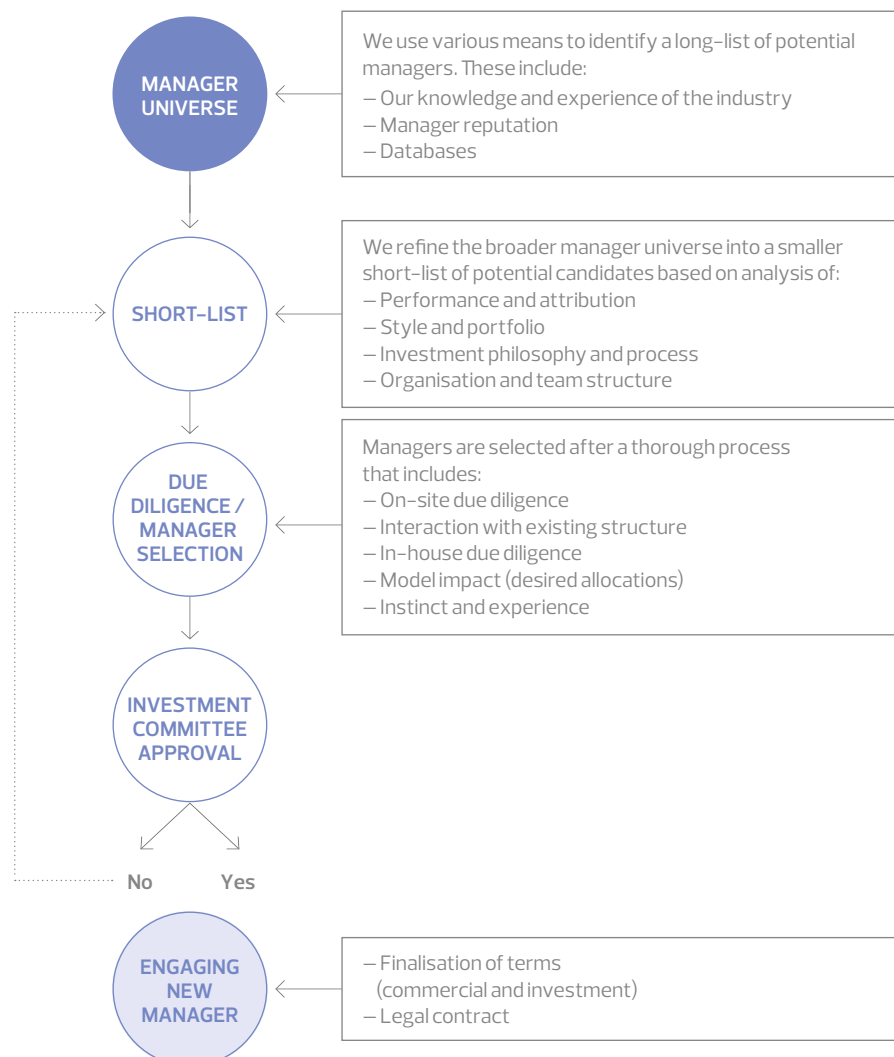 MANAGER
UNIVERSE
We use various means to identify a long-list of potential
managers. These include:
– Our knowledge and experience of the industry
– Manager reputation
– Databases
SHORT-LIST
We refine the broader manager universe into a smaller
short-list of potential candidates based on analysis of:
– Performance and attribution
– Style and portfolio
– Investment philosophy and process
– Organisation and team structure
DUE
DILIGENCE /
MANAGER
SELECTION
Managers are selected after a thorough process
that includes:
– On-site due diligence
– Interaction with existing structure
– In-house due diligence
– Model impact (desired allocations)
– Instinct and experience
INVESTMENT
COMMITTEE
APPROVAL
No Yes
ENGAGING
NEW
MANAGER
– Finalisation of terms
(commercial and investment)
– Legal contract